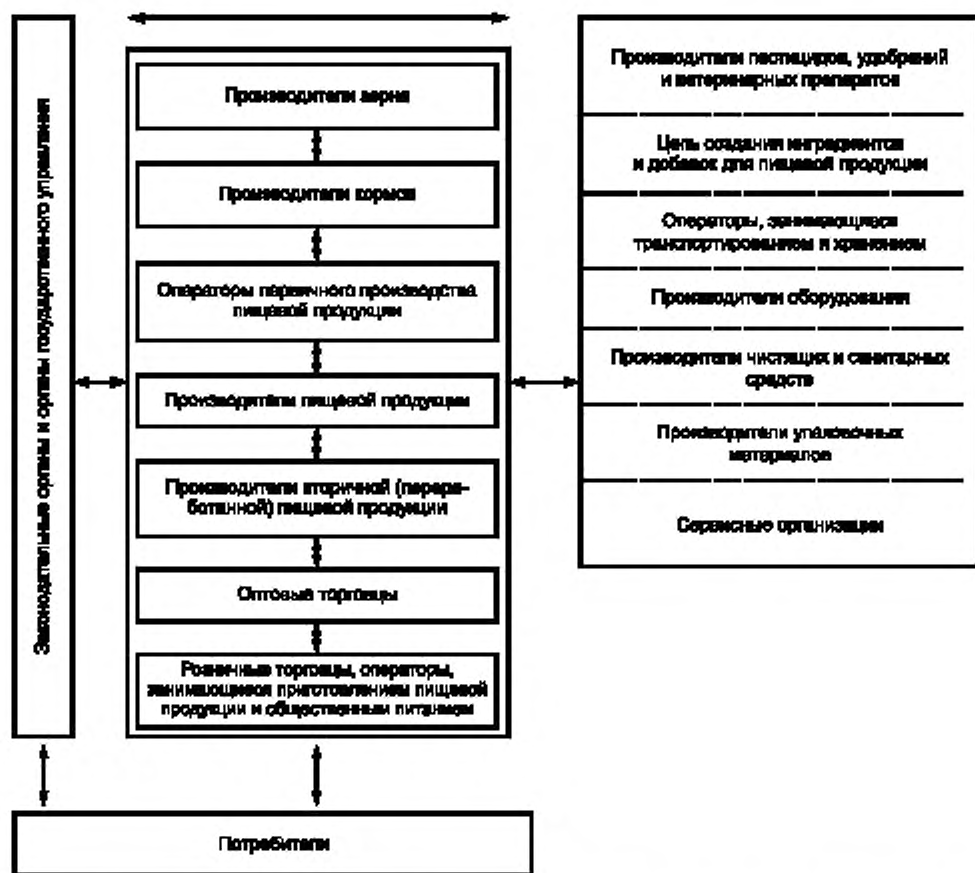 Законодательные органы и органы государственного управления
Производители зерна
Производители кормов
Операторы первичного производства
пищевой продукции
Производители пищевой продукции
Производители вторичной (перера-
ботанной) пищевой продукции
Оптовые торговцы
Розничные торговцы, операторы,
занимающиеся приготовлением пищевой
продукции и общественным питанием
Производители пестицидов, удобрений
и ветеринарных препаратов
Цепь создания ингредиентов
и добавок для пищевой продукции
Операторы, занимающиеся
транспортированием и хранением
Производители оборудования
Производители чистящих и санитарных
средств
Производители упаковочных
материалов
Сервисные организации
Потребители